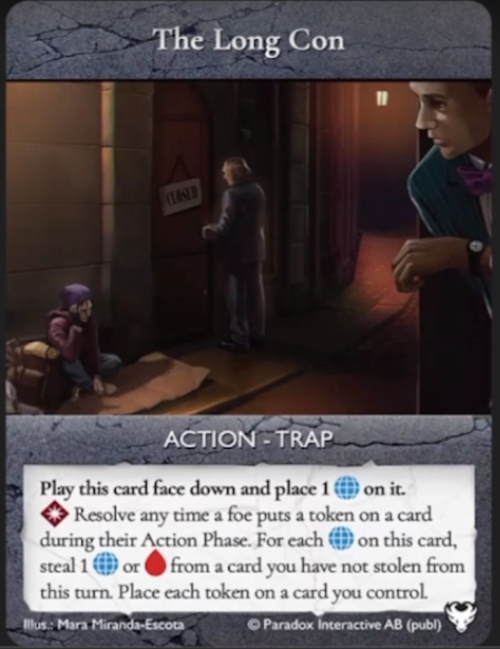 The Long Con
CLOSED
ACTION - TRAP
Play this card face down and place 1 on it.
Resolve any time a foe puts a token on a card
during their Action Phase. For each on this card,
steal 1 or from a card you have not stolen from
this turn. Place each token on a card you control.
Illus.: Mara Miranda-Escota © Paradox Interactive AB (publ)